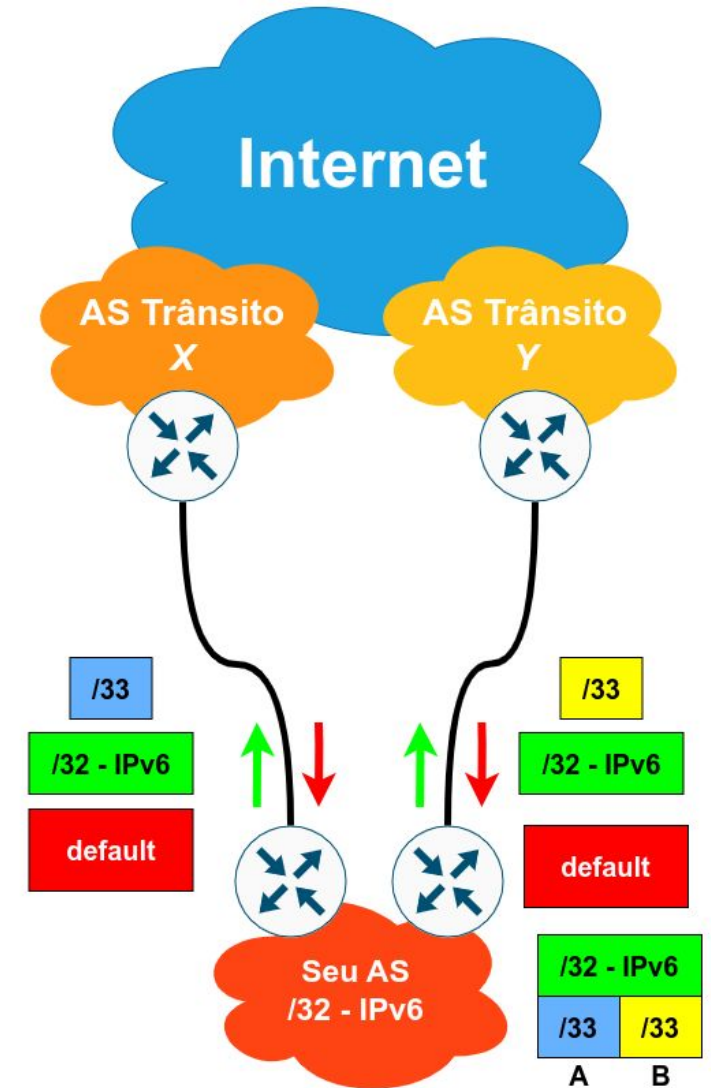 Internet
AS Trânsito
X
AS Trânsito
Y
/33
/32 - IPv6
default
/33
/32 - IPv6
default
Seu AS
/32 - IPv6
/32 - IPv6
/33
/33
A
B